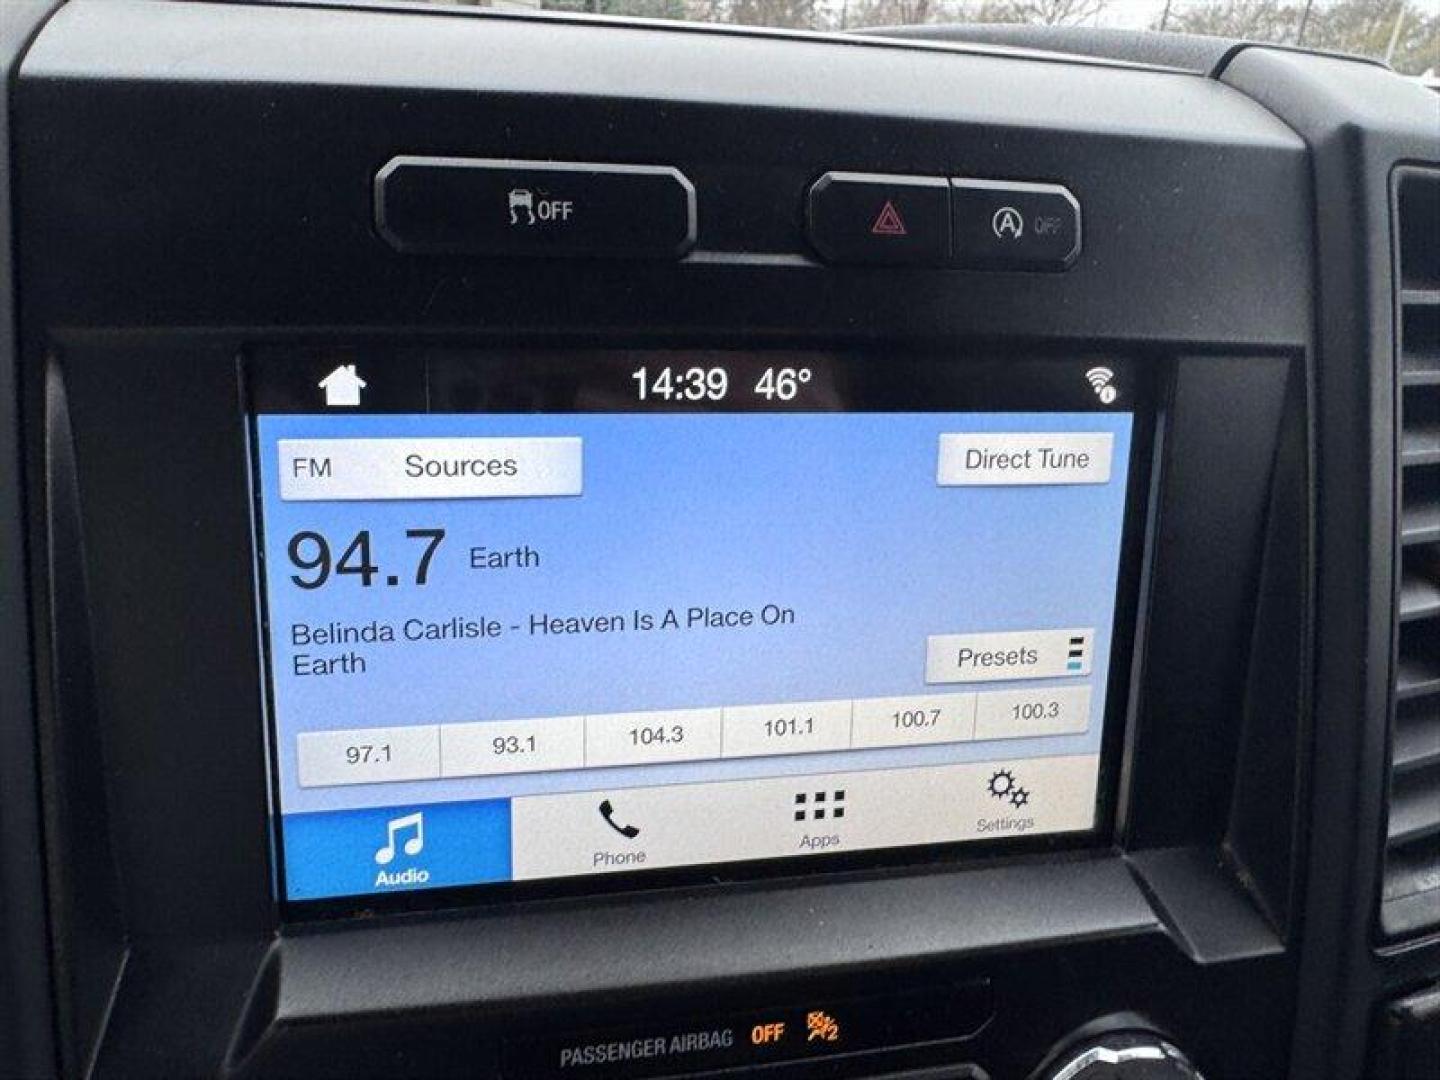 OFF
A OFF
14:39 46°
FM Sources
Direct Tune
94.7 Earth
Belinda Carlisle - Heaven Is A Place On
Earth
Presets
97.1 93.1 104.3 101.1 100.7 100.3
Audio Phone Apps Settings
PASSENGER AIRBAG OFF 2